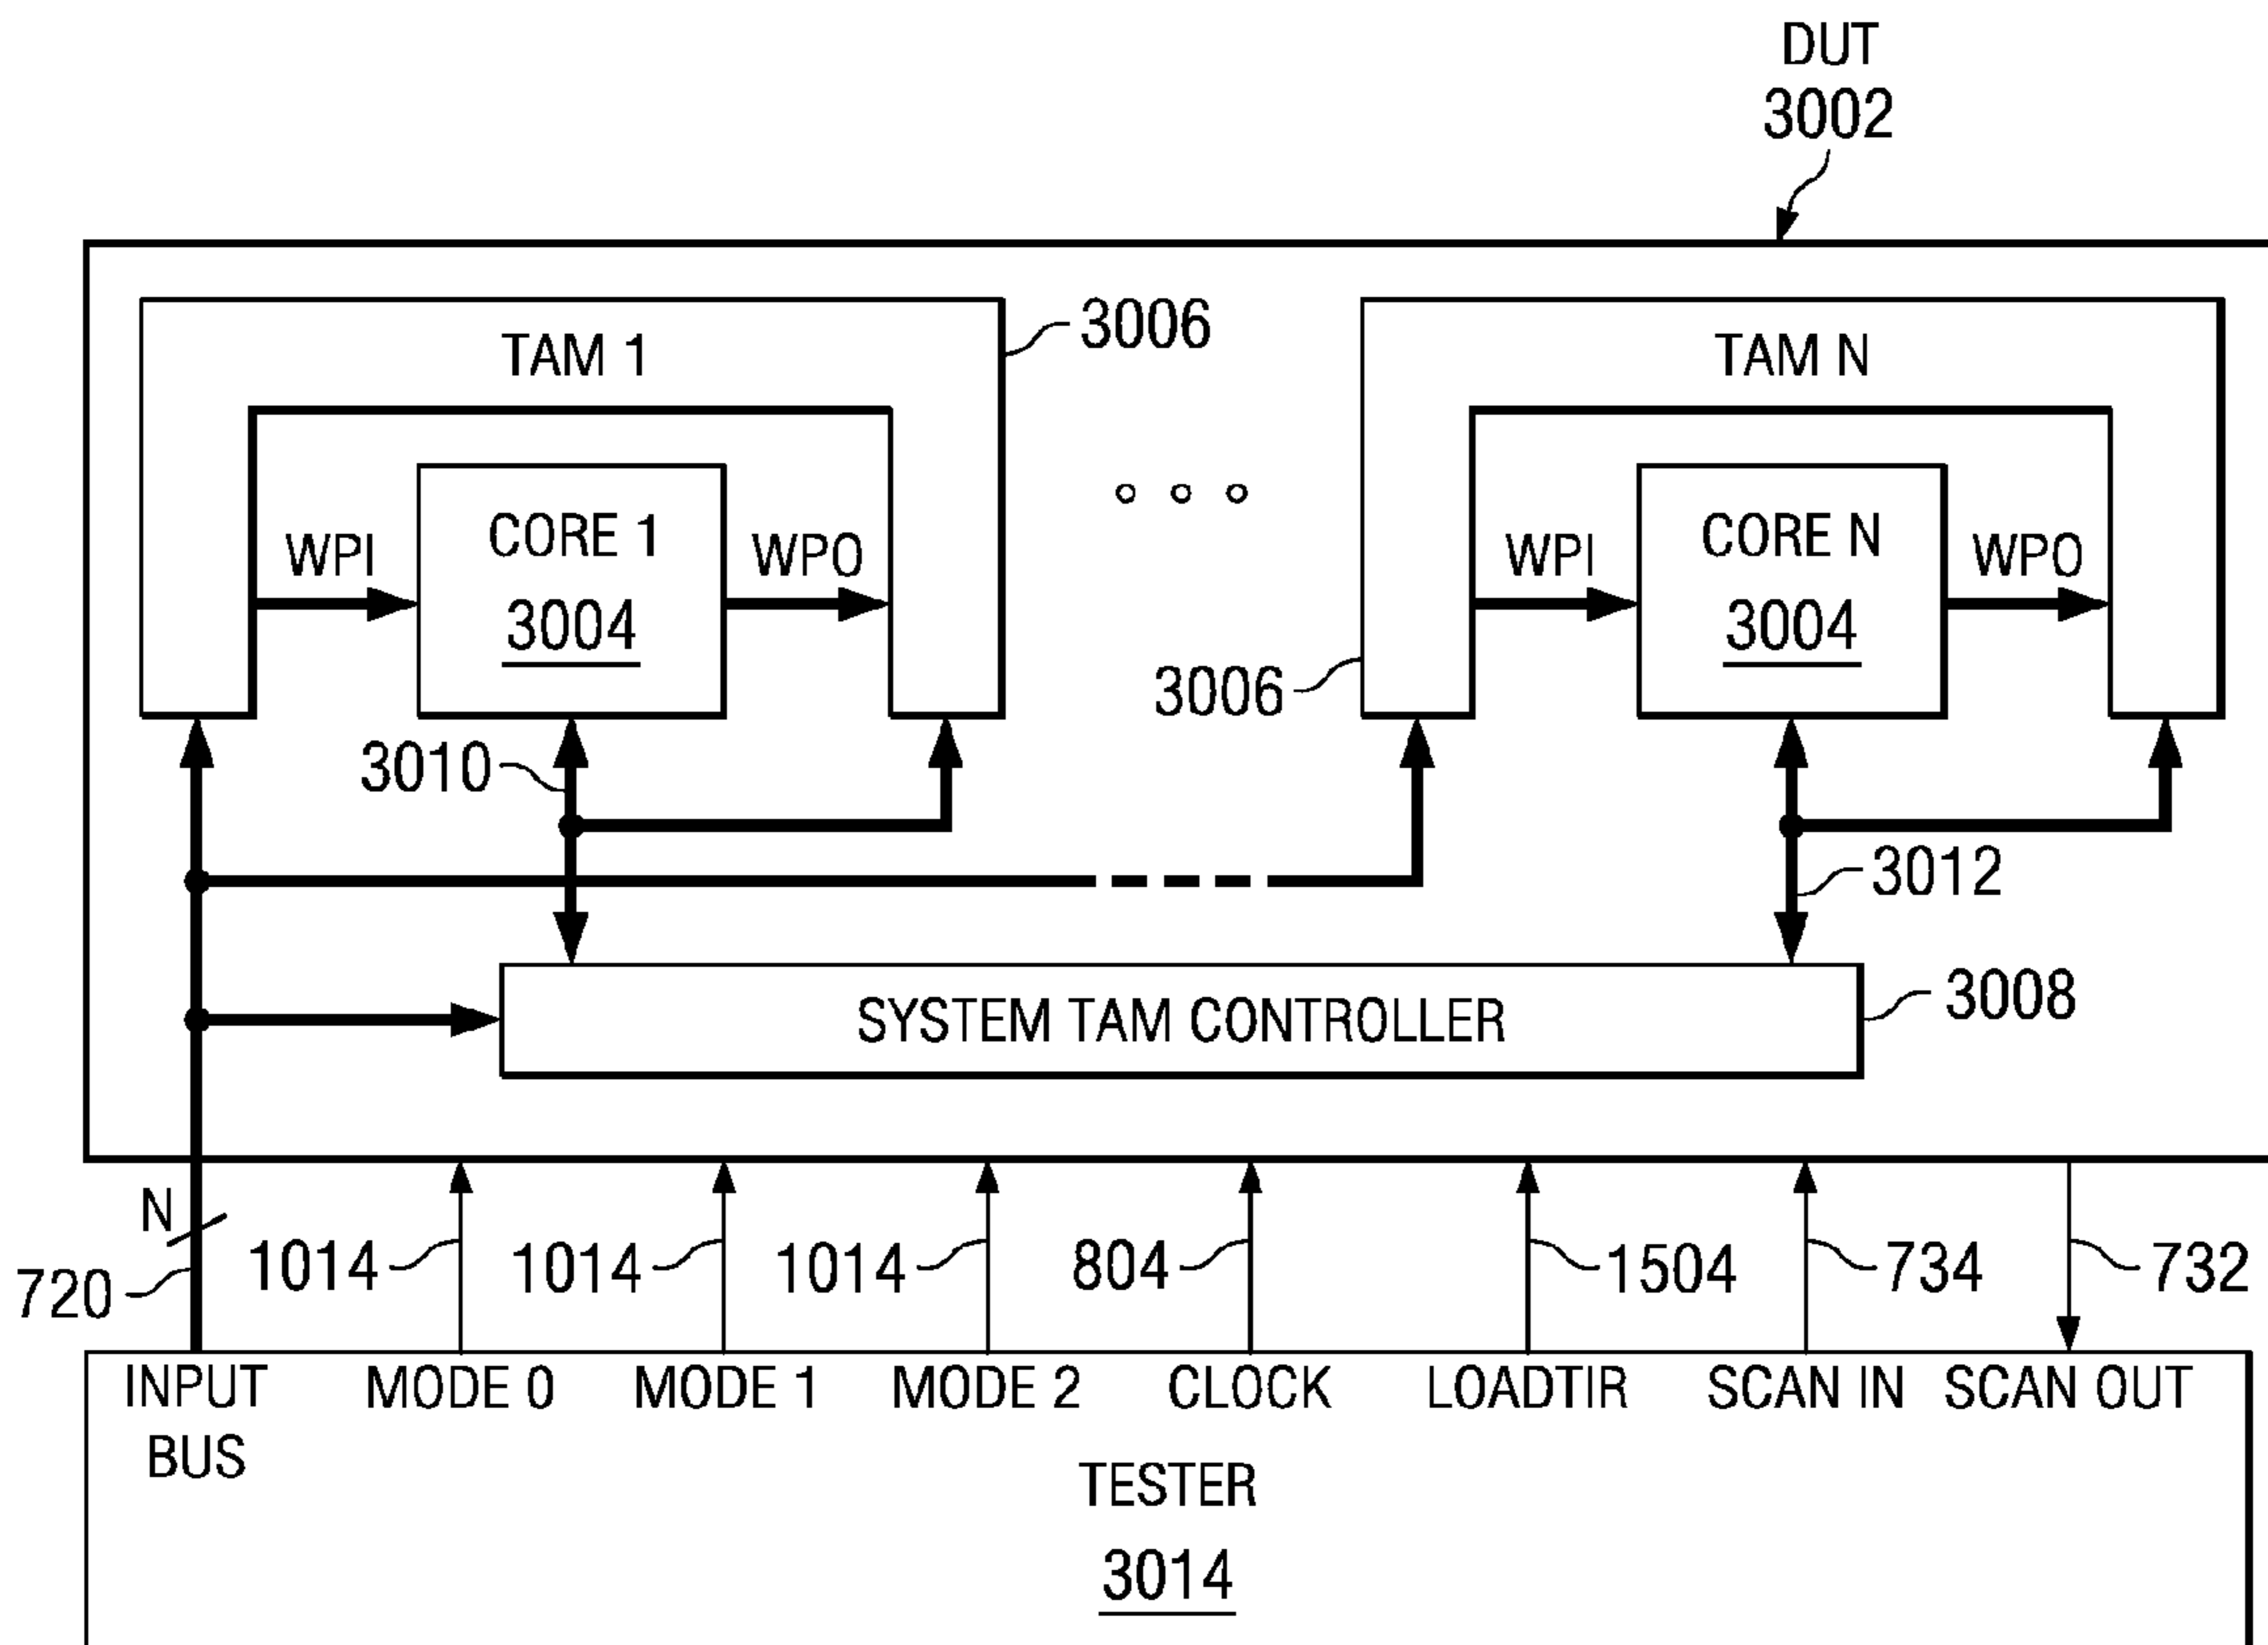 DUT
3002
TAM 1
3006
TAM N
WPI
CORE 1
3004
WPO
WPI
CORE N
3004
WPO
3006
3010
3012
SYSTEM TAM CONTROLLER
3008
N
720
1014
1014
1014
804
1504
734
732
INPUT BUS
MODE 0
MODE 1
MODE 2
CLOCK
LOADTIR
SCAN IN
SCAN OUT
TESTER
3014